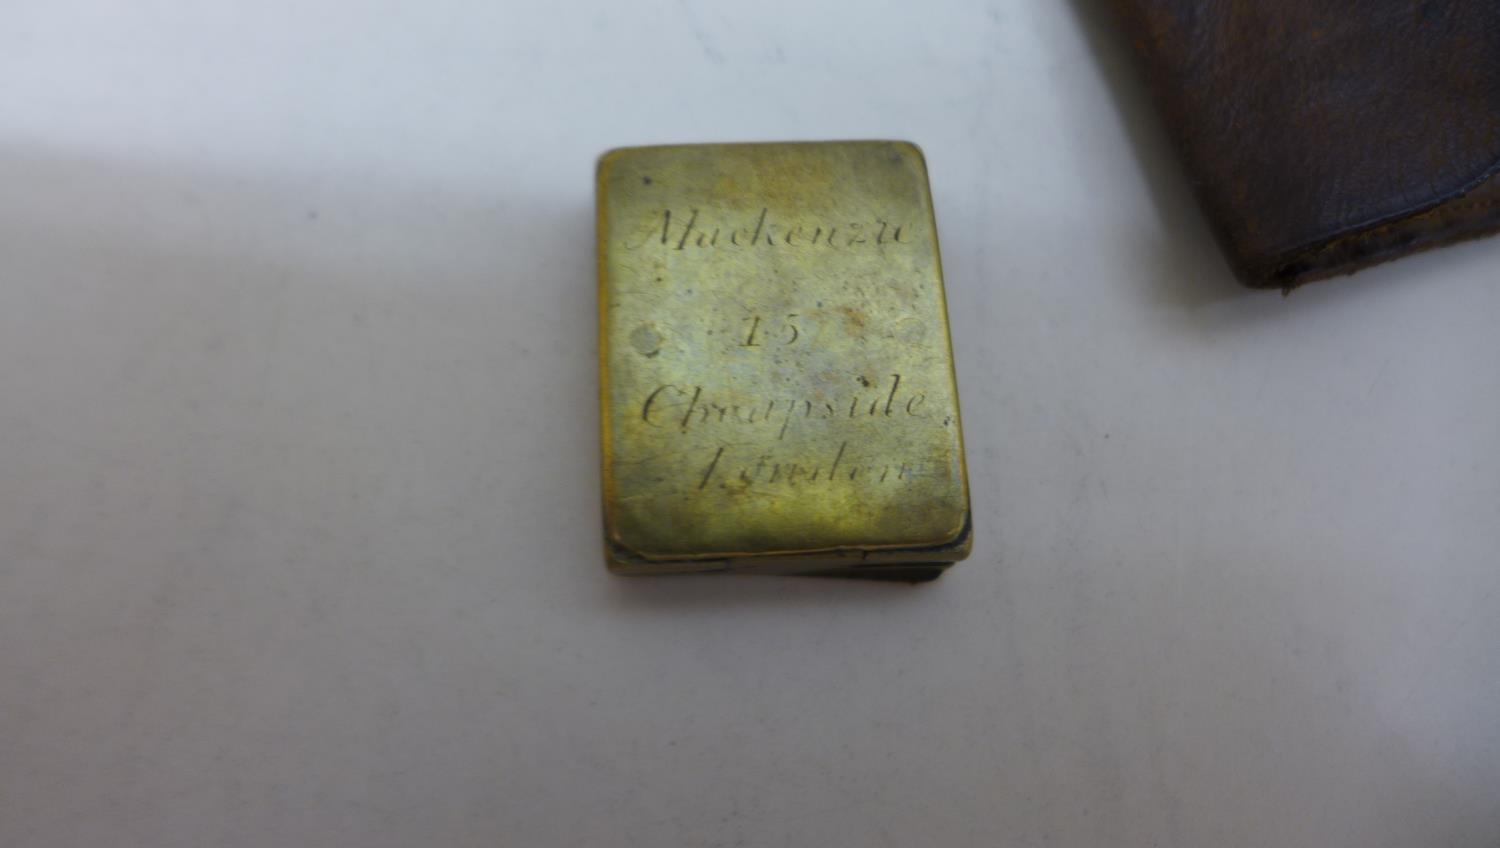 Mackenzie
15
Cheapside,
London